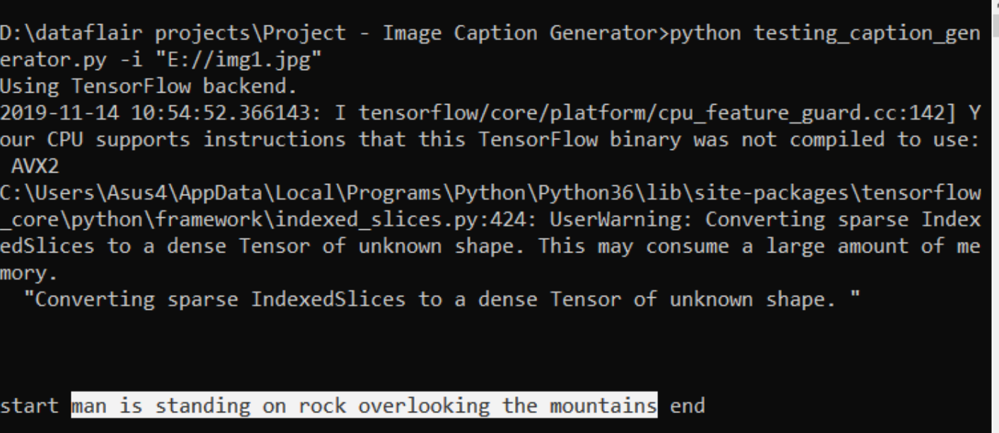 D:\dataflair projects\Project - Image Caption Generator>python testing_caption_gen
erator.py -i "E://img1.jpg"
Using TensorFlow backend.
2019-11-14 10:54:52.366143: I tensorflow/core/platform/cpu_feature_guard.cc:142] Y
our CPU supports instructions that this TensorFlow binary was not compiled to use:
 AVX2
C:\Users\Asus4\AppData\Local\Programs\Python\Python36\lib\site-packages\tensorflow
_core\python\framework\indexed_slices.py:424: UserWarning: Converting sparse Index
edSlices to a dense Tensor of unknown shape. This may consume a large amount of me
mory.
  "Converting sparse IndexedSlices to a dense Tensor of unknown shape. "
start man is standing on rock overlooking the mountains end